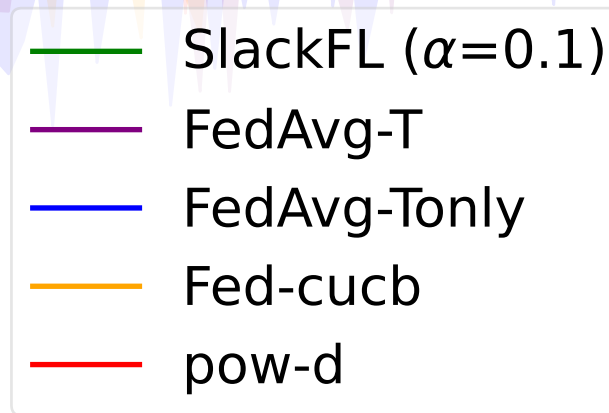 SlackFL (α=0.1)
FedAvg-T
FedAvg-Tonly
Fed-cucb
pow-d